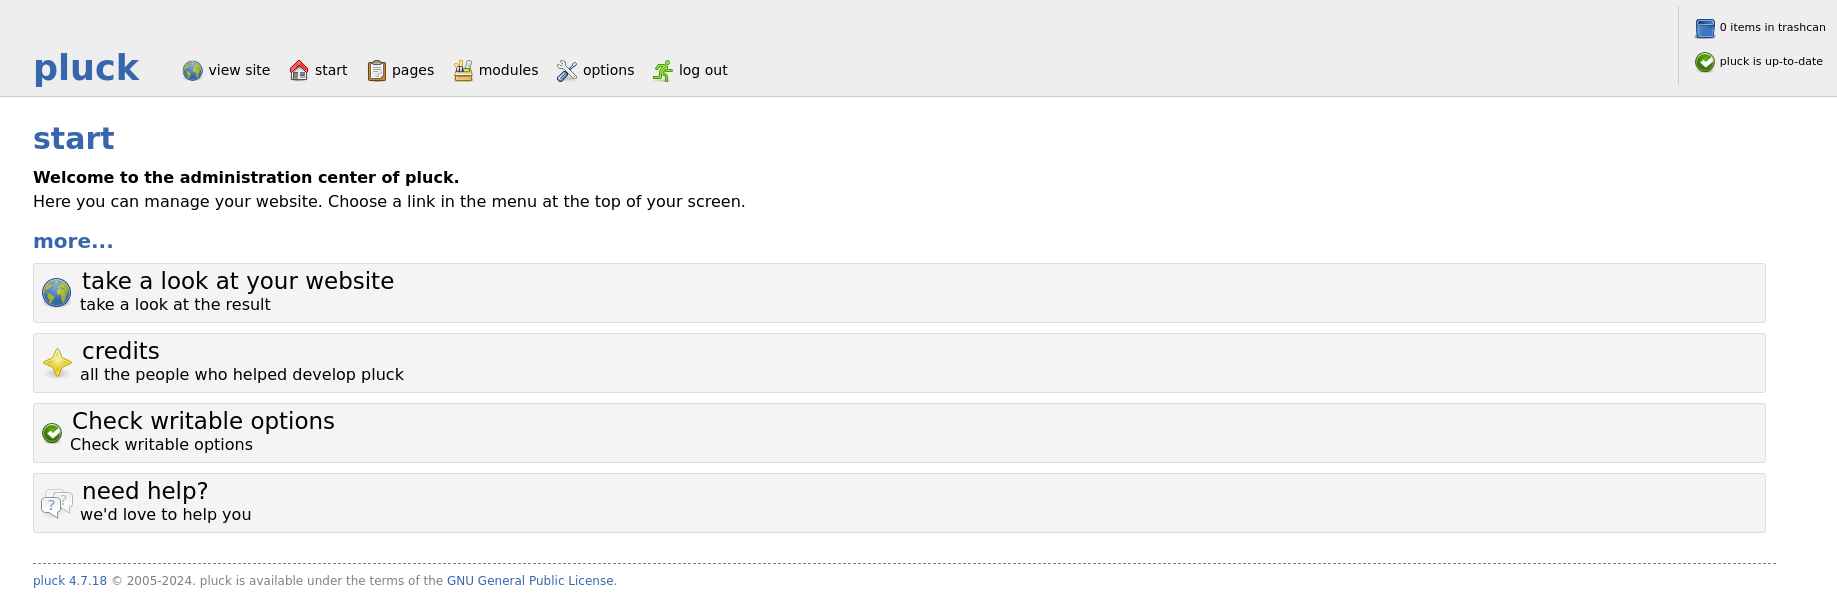 0 items in trashcan
pluck is up-to-date
pluck view site start pages modules options log out
start
Welcome to the administration center of pluck.
Here you can manage your website. Choose a link in the menu at the top of your screen.
more...
take a look at your website
take a look at the result
credits
all the people who helped develop pluck
Check writable options
Check writable options
need help?
we'd love to help you
pluck 4.7.18 © 2005-2024. pluck is available under the terms of the GNU General Public License.